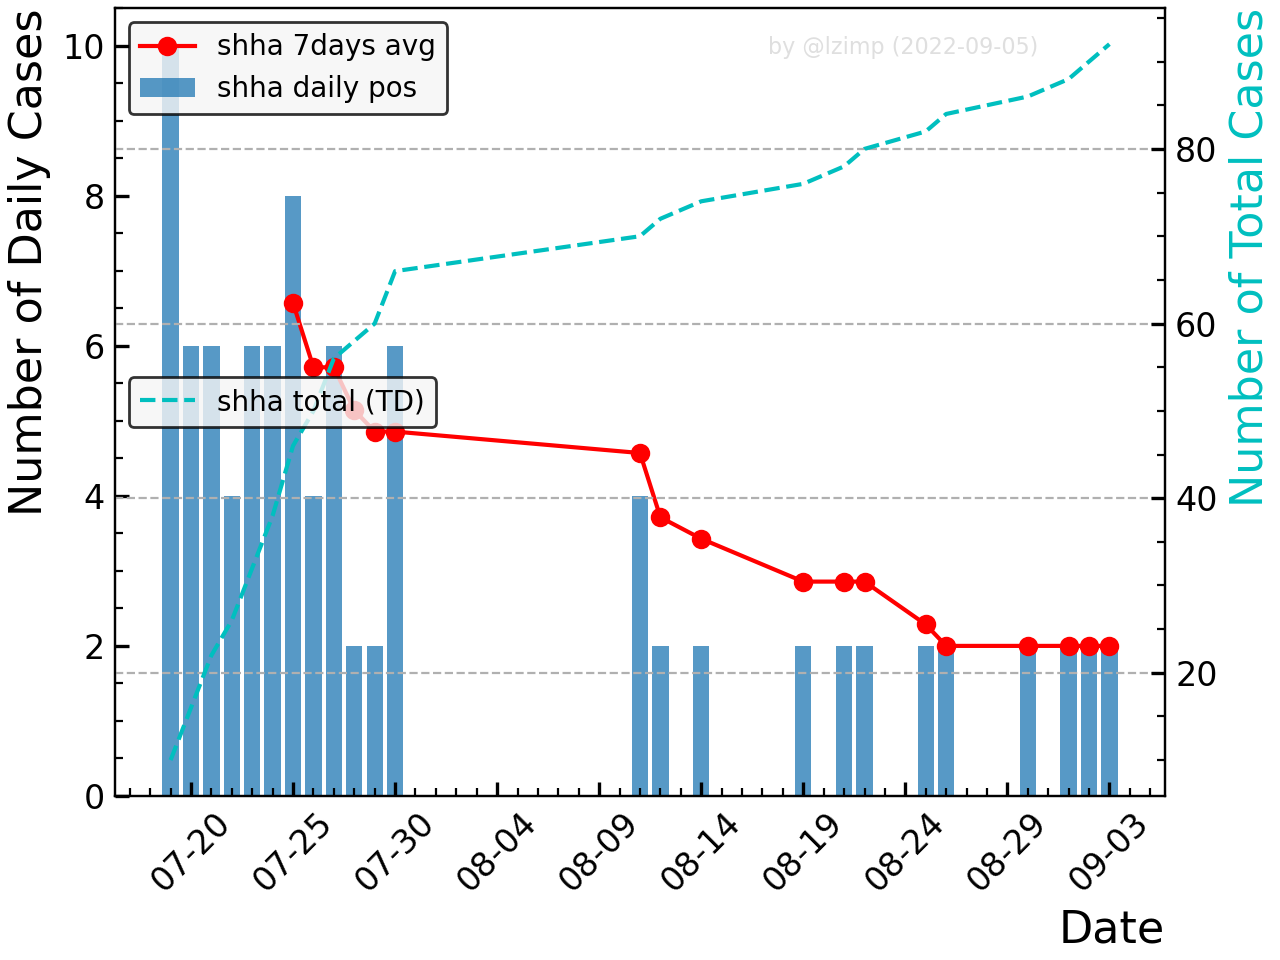 shha 7days avg
shha daily pos
by @lzimp (2022-09-05)
shha total (TD)
Number of Daily Cases
10
8
6
4
2
0
Number of Total Cases
80
60
40
20
07-20
07-25
07-30
08-04
08-09
08-14
08-19
08-24
08-29
09-03
Date